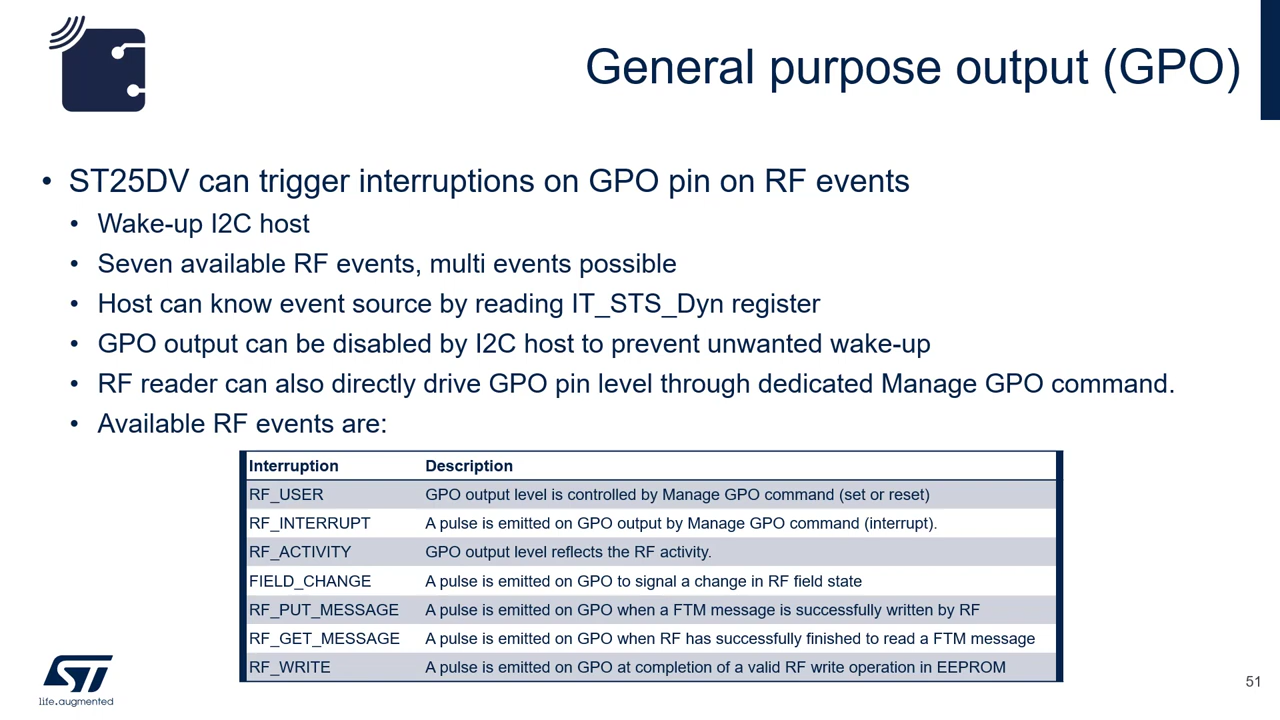 General purpose output (GPO)
• ST25DV can trigger interruptions on GPO pin on RF events
• Wake-up I2C host
• Seven available RF events, multi events possible
• Host can know event source by reading IT_STS_Dyn register
• GPO output can be disabled by I2C host to prevent unwanted wake-up
• RF reader can also directly drive GPO pin level through dedicated Manage GPO command.
• Available RF events are:
Interruption Description
RF_USER GPO output level is controlled by Manage GPO command (set or reset)
RF_INTERRUPT A pulse is emitted on GPO output by Manage GPO command (interrupt).
RF_ACTIVITY GPO output level reflects the RF activity.
FIELD_CHANGE A pulse is emitted on GPO to signal a change in RF field state
RF_PUT_MESSAGE A pulse is emitted on GPO when a FTM message is successfully written by RF
RF_GET_MESSAGE A pulse is emitted on GPO when RF has successfully finished to read a FTM message
RF_WRITE A pulse is emitted on GPO at completion of a valid RF write operation in EEPROM
ST
life.augmented
51